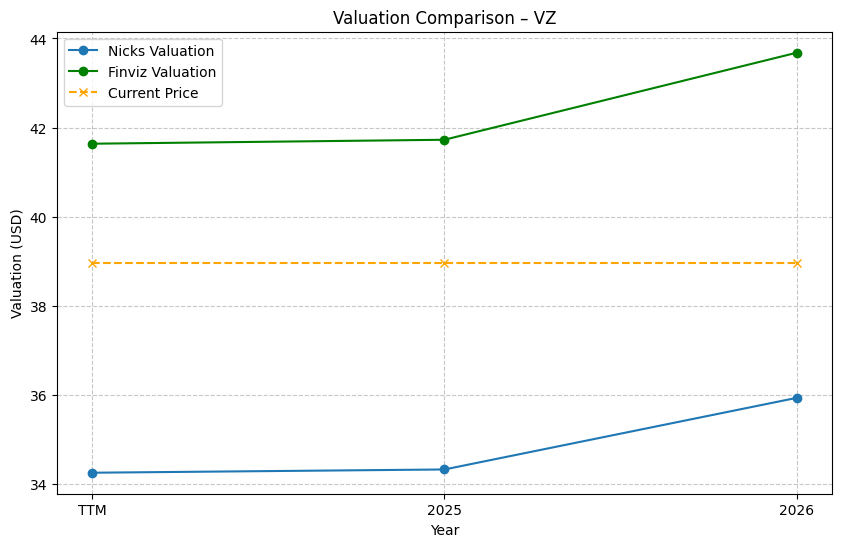 Valuation Comparison – VZ
Nicks Valuation
Finviz Valuation
Current Price
Valuation (USD)
44
42
40
38
36
34
TTM
2025
2026
Year